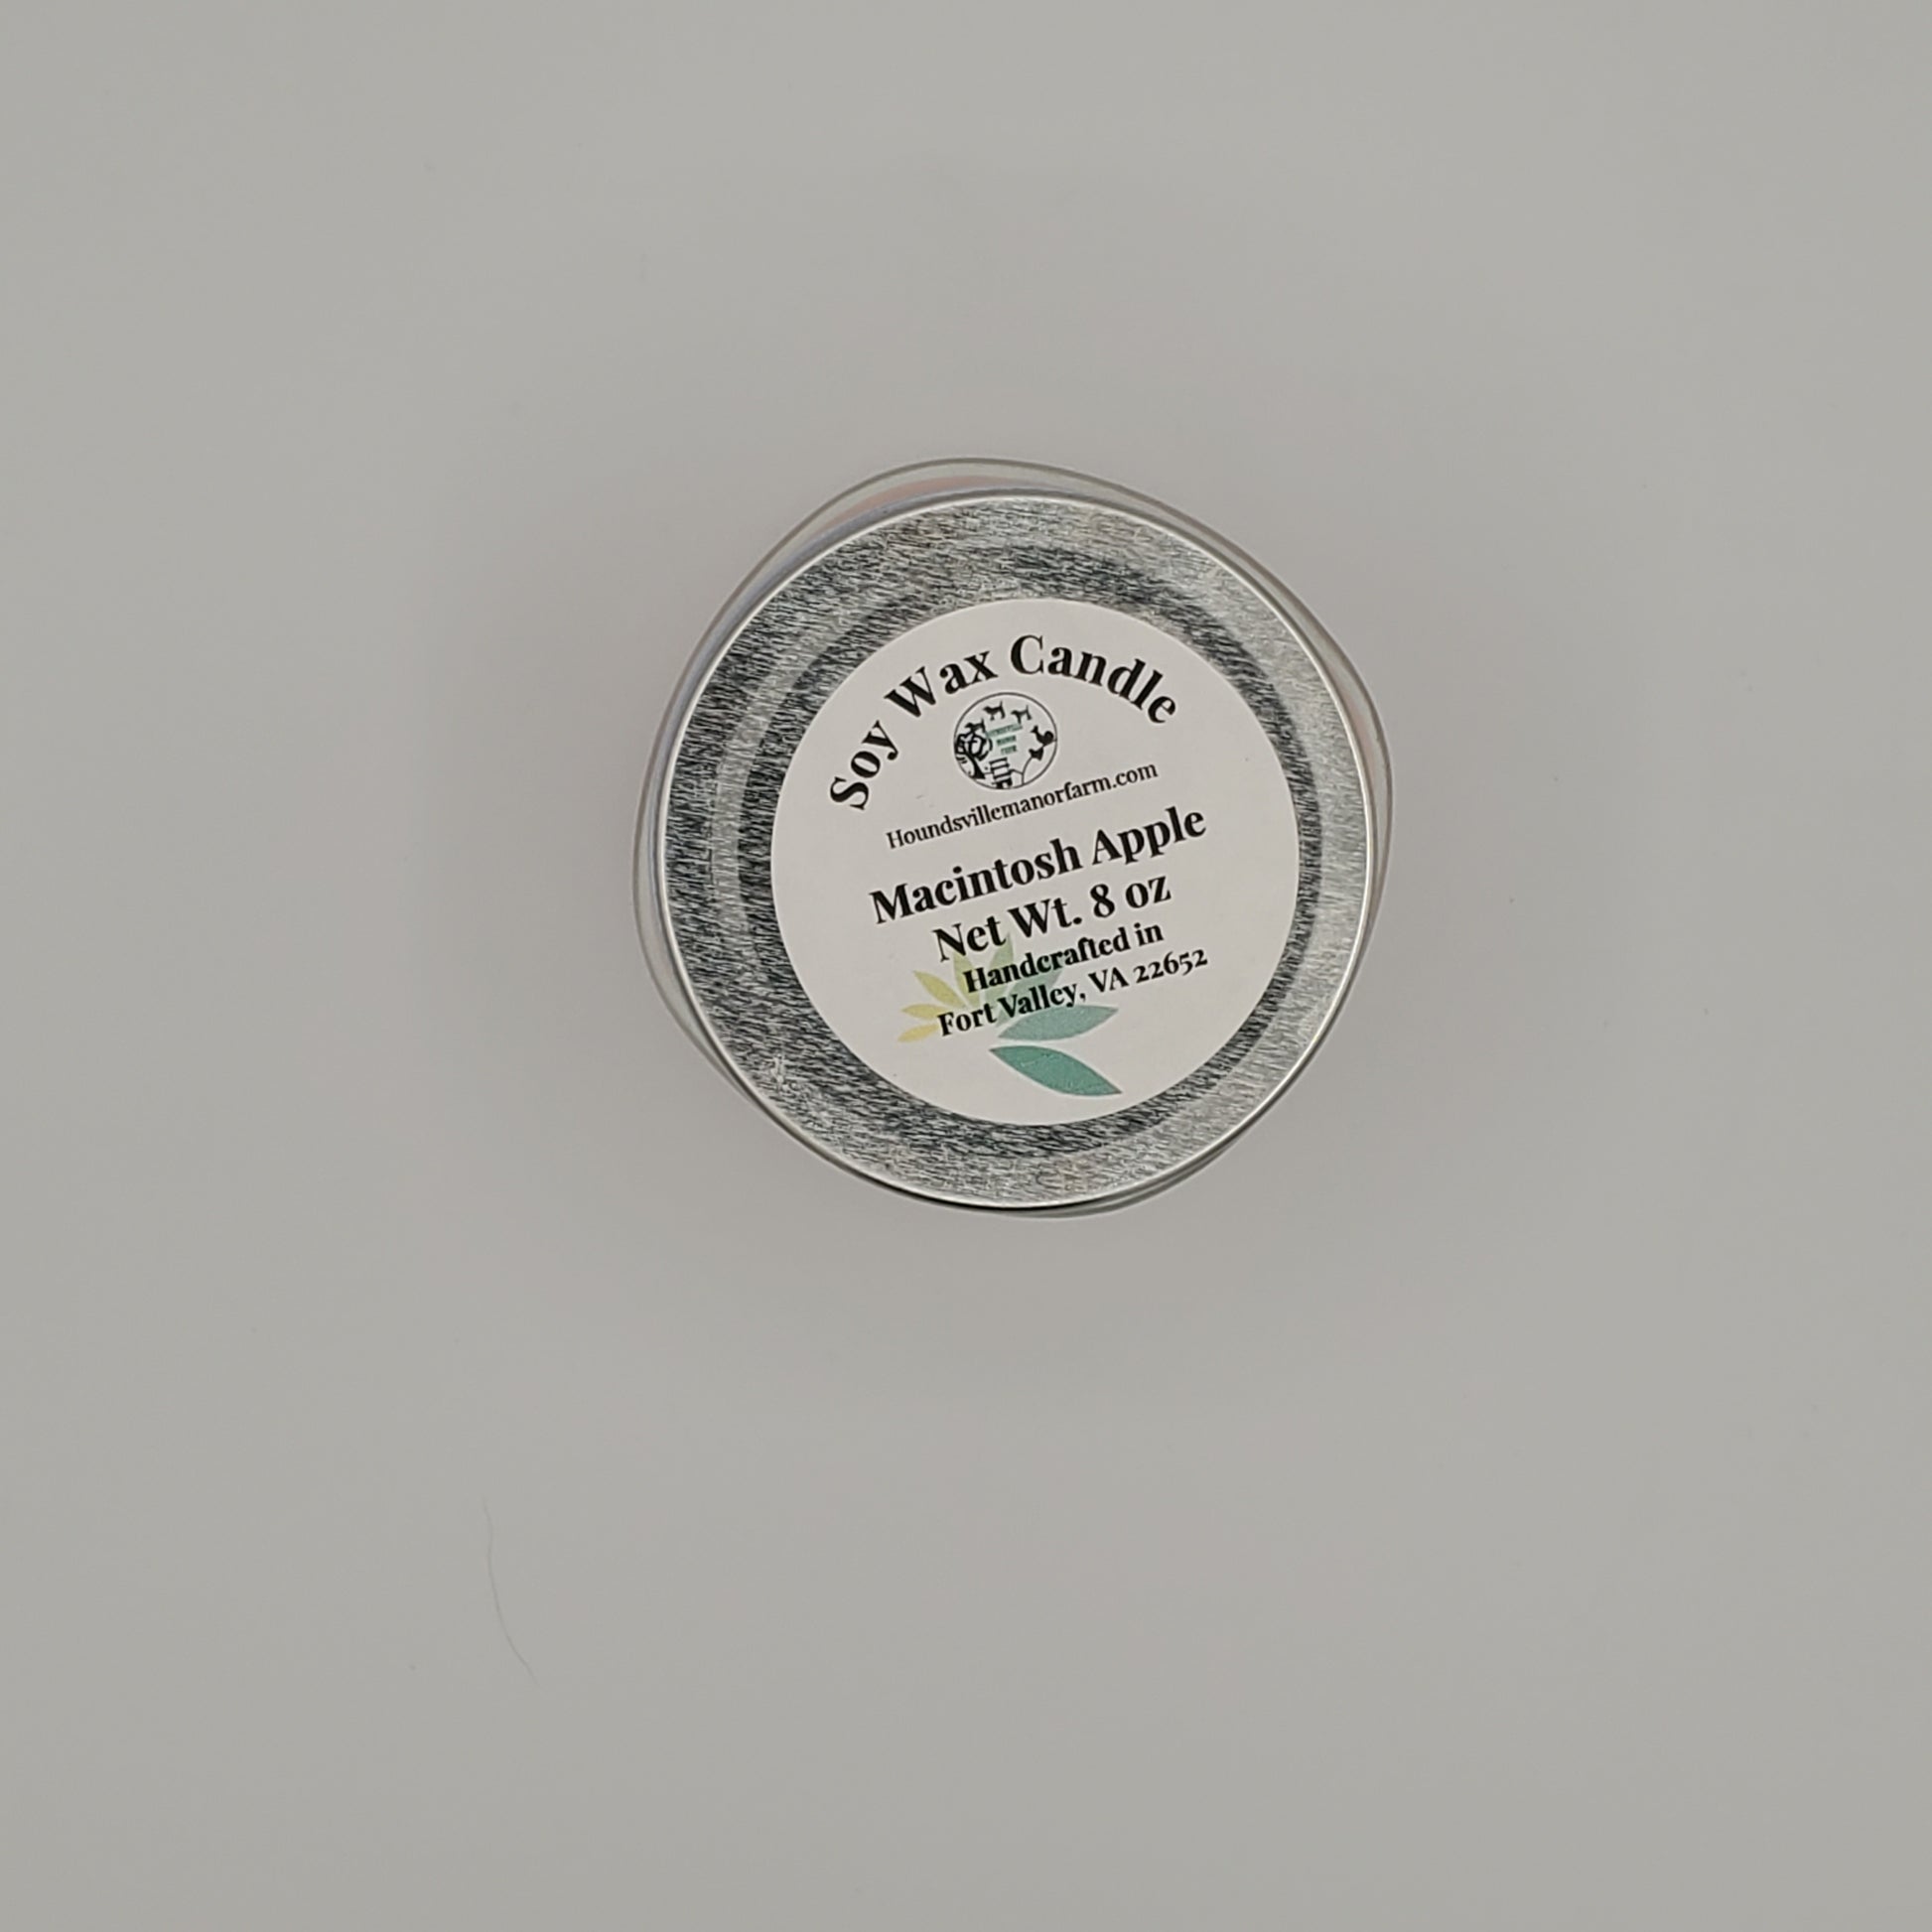 Soy Wax Candle
Houndsvillemanorfarm.com
Macintosh Apple
Net Wt. 8 oz
Handcrafted in
Fort Valley, VA 22652